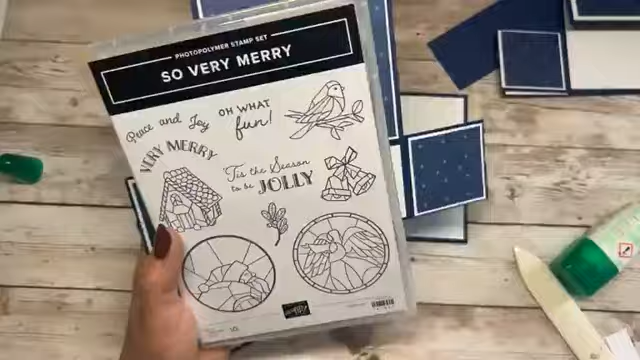 PHOTOPOLYMER STAMP SET
SO VERY MERRY
Peace and Joy
OH WHAT
fun!
VERY MERRY
'Tis the Season
to be JOLLY